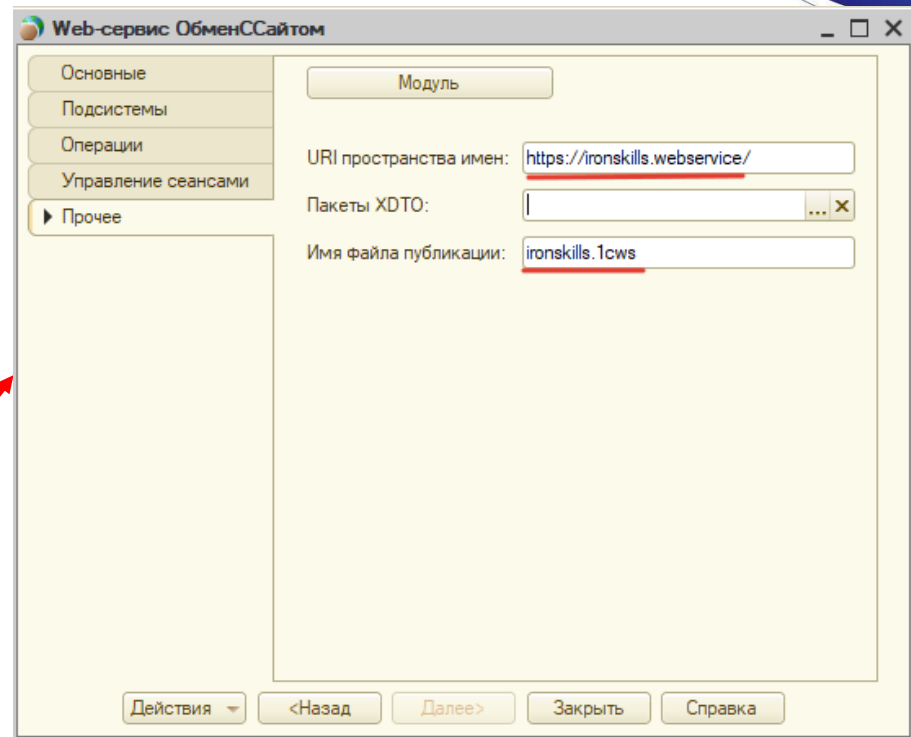 Web-сервис ОбменССайтом
Основные
Подсистемы
Операции
Управление сеансами
Прочее
Модуль
URI пространства имен: https://ironskills.webservice/
Пакеты XDTO: ...
Имя файла публикации: ironskills.1cws
Действия <Назад Далее> Закрыть Справка